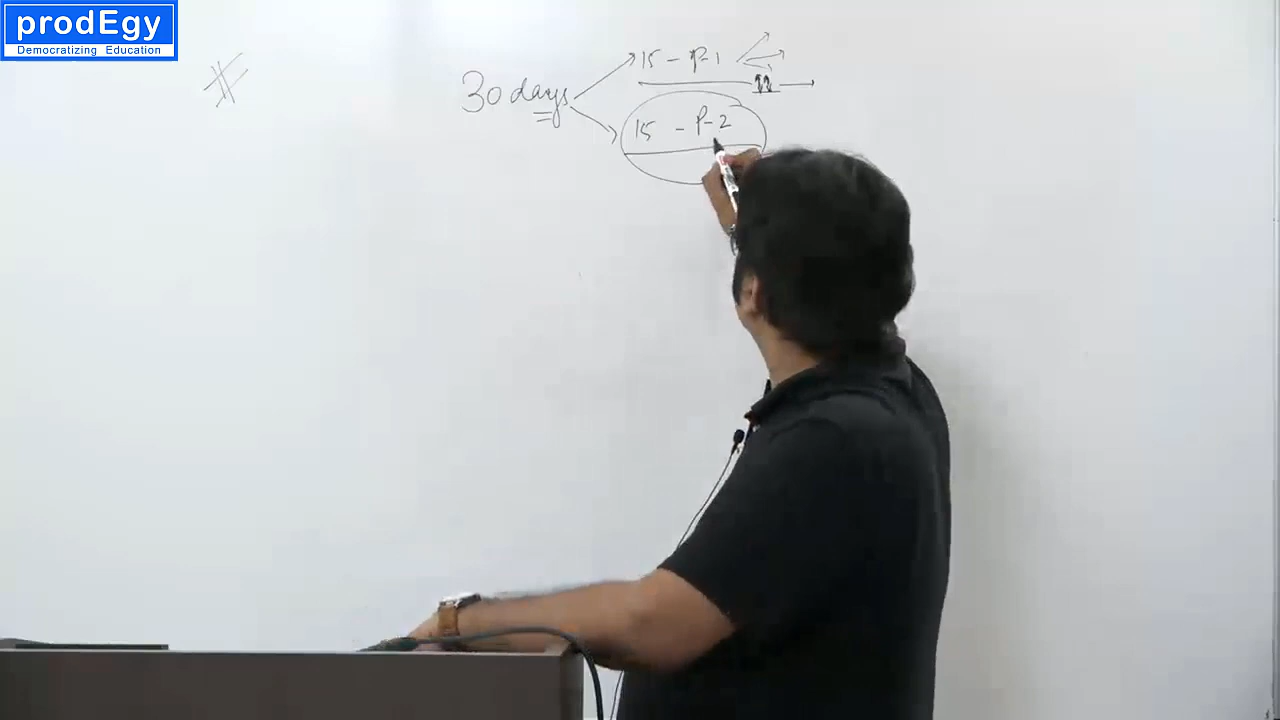 prodEgy
Democratizing Education
#
30 days
15 - P-1
15 - P-2